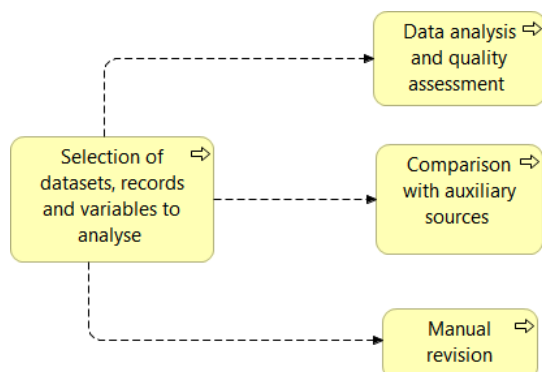 Data analysis
and quality
assessment
Selection of
datasets, records
and variables to
analyse
Comparison
with auxiliary
sources
Manual
revision